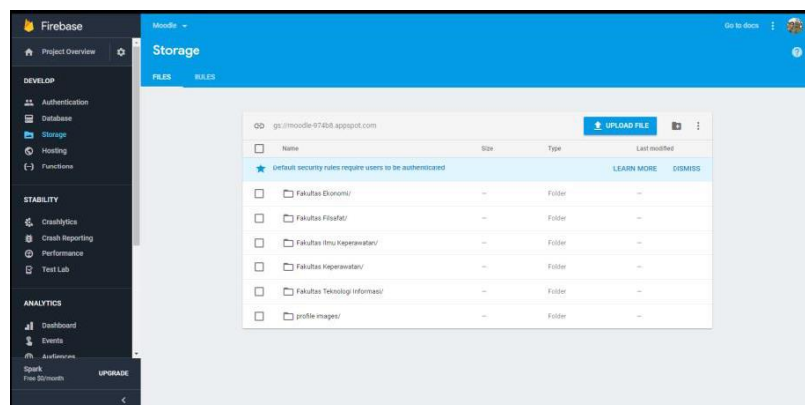 Firebase
Moodle
Go to docs
Project Overview
Storage
FILES RULES
DEVELOP
Authentication
Database
Storage
Hosting
Functions
gs://moodle-974b8.appspot.com
UPLOAD FILE
Name Size Type Last modified
Default security rules require users to be authenticated LEARN MORE DISMISS
Fakultas Ekonomi/ — Folder —
Fakultas Filsafat/ — Folder —
Fakultas Ilmu Keperawatan/ — Folder —
Fakultas Keperawatan/ — Folder —
Fakultas Teknologi Informasi/ — Folder —
profile images/ — Folder —
STABILITY
Crashlytics
Crash Reporting
Performance
Test Lab
ANALYTICS
Dashboard
Events
Audiences
Spark
Free $0/month
UPGRADE